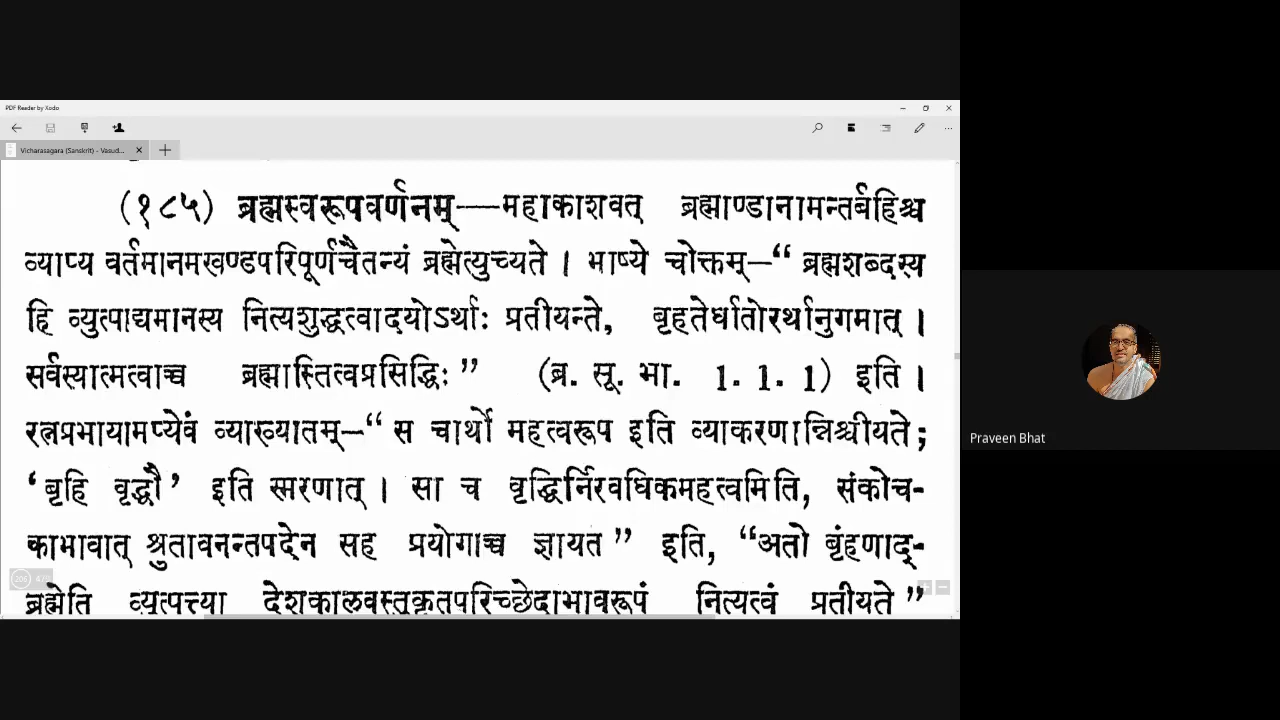 PDF Reader by Xodo
Vicharasagara (Sanskrit) - Vasud...
(१८५) ब्रह्मस्वरूपवर्णनम्—महाकाशवत् ब्रह्माण्डानामन्तर्बहिश्च
व्याप्य वर्तमानमखण्डपरिपूर्णचैतन्यं ब्रह्मेत्युच्यते । भाष्ये चोक्तम्—“ ब्रह्मशब्दस्य
हि व्युत्पाद्यमानस्य नित्यशुद्धत्वादयोऽर्थाः प्रतीयन्ते, बृहतेर्धातोरर्थानुगमात् ।
सर्वस्यात्मत्वाच्च ब्रह्मास्तित्वप्रसिद्धिः” (ब्र. सू. भा. 1. 1. 1) इति ।
रत्नप्रभायामप्येवं व्याख्यातम्—“ स चार्थो महत्वरूप इति व्याकरणान्निश्चीयते;
‘बृहि वृद्धौ’ इति स्मरणात् । सा च वृद्धिर्निरवधिकमहत्वमिति, संकोच-
काभावात् श्रुतावनन्तपदेन सह प्रयोगाच्च ज्ञायत” इति, “अतो बृंहणाद्-
ब्रह्मेति व्युत्पत्त्या देशकालवस्तुकृतपरिच्छेदाभावरूपं नित्यत्वं प्रतीयते”
Praveen Bhat